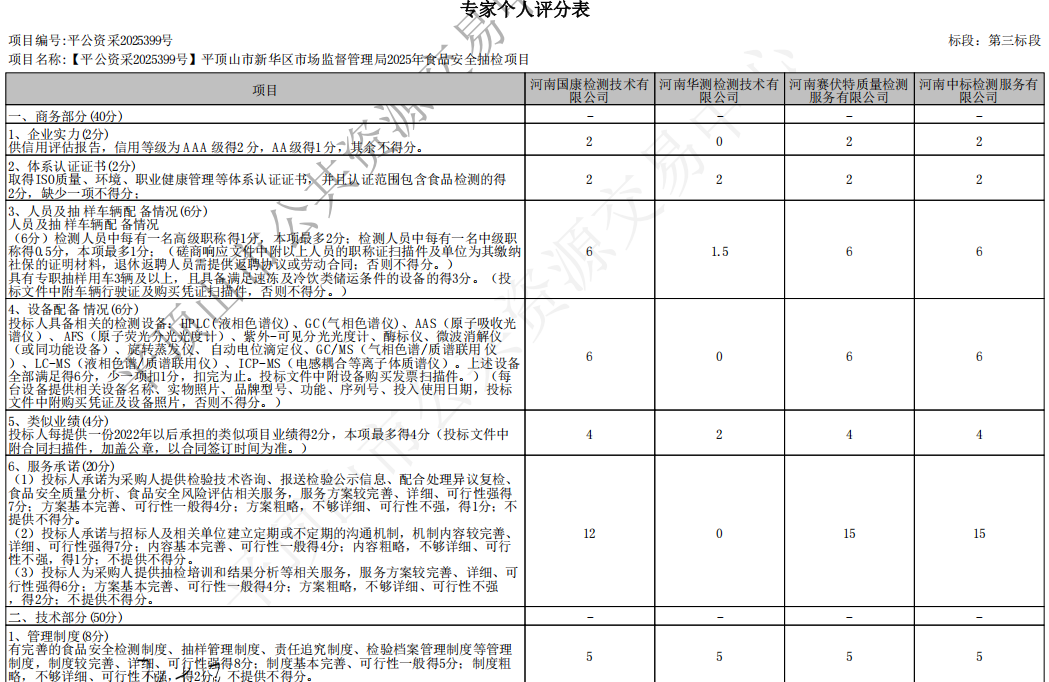 专家个人评分表
项目编号:平公资采2025399号
标段：第三标段
项目名称:【平公资采2025399号】平顶山市新华区市场监督管理局2025年食品安全抽检项目
项目
河南国康检测技术有限公司
河南华测检测技术有限公司
河南赛伏特质量检测服务有限公司
河南中标检测服务有限公司
一、商务部分(40分)
- - - -
1、企业实力(2分)
供信用评估报告，信用等级为AAA 级得2分，AA级得1分，其余不得分。
2 0 2 2
2、体系认证证书(2分)
取得ISO质量、环境、职业健康管理等体系认证证书，并且认证范围包含食品检测的得
2分，缺少一项不得分；
2 2 2 2
3、人员及抽 样车辆配 备情况(6分)
人员及抽 样车辆配 备情况
（6分）检测人员中每有一名高级职称得1分，本项最多2分；检测人员中每有一名中级职
称得0.5分，本项最多1分；（磋商响应文件中附以上人员的职称证扫描件及单位为其缴纳
社保的证明材料，退休返聘人员需提供返聘协议或劳动合同；否则不得分。）
具有专职抽样用车3辆及以上，且具备满足速冻及冷饮类储运条件的设备的得3分。（投
标文件中附车辆行驶证及购买凭证扫描件，否则不得分。）
6 1.5 6 6
4、设备配备 情况(6分)
投标人具备相关的检测设备：HPLC(液相色谱仪)、GC(气相色谱仪)、AAS（原子吸收光
谱仪）、AFS（原子荧光分光光度计）、紫外-可见分光光度计、酶标仪、微波消解仪
（或同功能设备）、旋转蒸发仪、自动电位滴定仪、GC/MS（气相色谱/质谱联用 仪
）、LC-MS（液相色谱/质谱联用仪）、ICP-MS（电感耦合等离子体质谱仪）。上述设备
全部满足得6分，少一项扣1分，扣完为止。投标文件中附设备购买发票扫描件。）（每
台设备提供相关设备名称、实物照片、品牌型号、功能、序列号、投入使用日期，投标
文件中附购买凭证及设备照片，否则不得分。）
6 0 6 6
5、类似业绩(4分)
投标人每提供一份2022年以后承担的类似项目业绩得2分，本项最多得4分（投标文件中
附合同扫描件，加盖公章，以合同签订时间为准。）
4 2 4 4
6、服务承诺(20分)
（1）投标人承诺为采购人提供检验技术咨询、报送检验公示信息、配合处理异议复检、
食品安全质量分析、食品安全风险评估相关服务，服务方案较完善、详细、可行性强得
7分；方案基本完善、可行性一般得4分；方案粗略，不够详细、可行性不强，得1分；不
提供不得分。
（2）投标人承诺与招标人及相关单位建立定期或不定期的沟通机制，机制内容较完善、
详细、可行性强得7分；内容基本完善、可行性一般得4分；内容粗略，不够详细、可行
性不强，得1分；不提供不得分。
（3）投标人为采购人提供抽检培训和结果分析等相关服务，服务方案较完善、详细、可
行性强得6分；方案基本完善、可行性一般得4分；方案粗略，不够详细、可行性不强
，得2分；不提供不得分。
12 0 15 15
二、技术部分(50分)
- - - -
1、管理制度(8分)
有完善的食品安全检测制度、抽样管理制度、责任追究制度、检验档案管理制度等管理
制度，制度较完善、详细、可行性强得8分；制度基本完善、可行性一般得5分；制度粗
略，不够详细、可行性不强，得2分；不提供不得分。
5 5 5 5